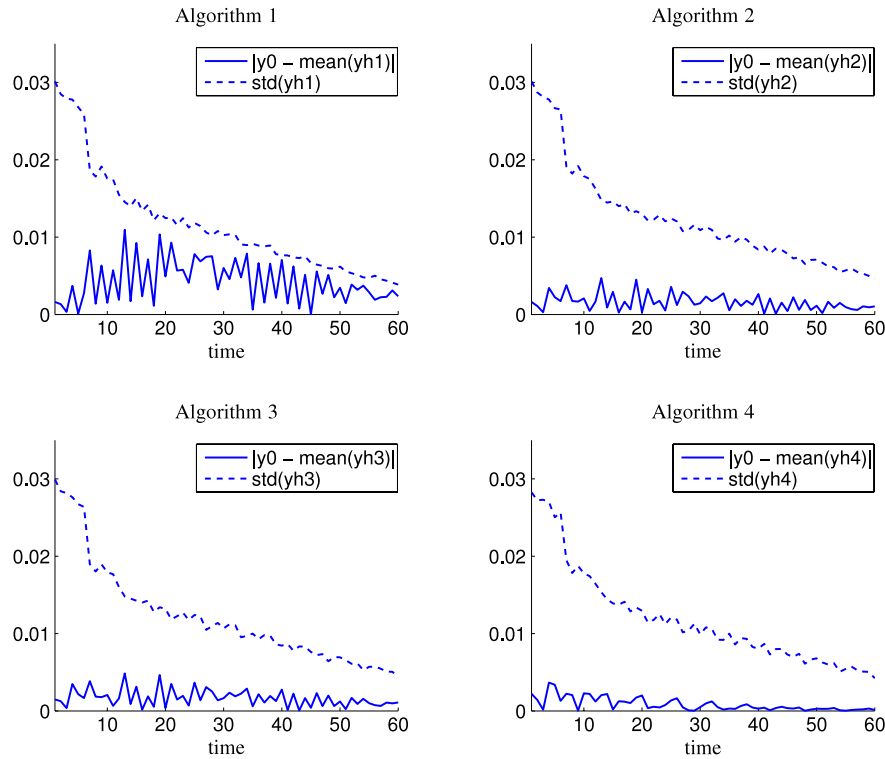 Algorithm 1
|y0 − mean(yh1)|
std(yh1)
0.03
0.02
0.01
0
10 20 30 40 50 60
time
Algorithm 2
|y0 − mean(yh2)|
std(yh2)
0.03
0.02
0.01
0
10 20 30 40 50 60
time
Algorithm 3
|y0 − mean(yh3)|
std(yh3)
0.03
0.02
0.01
0
10 20 30 40 50 60
time
Algorithm 4
|y0 − mean(yh4)|
std(yh4)
0.03
0.02
0.01
0
10 20 30 40 50 60
time